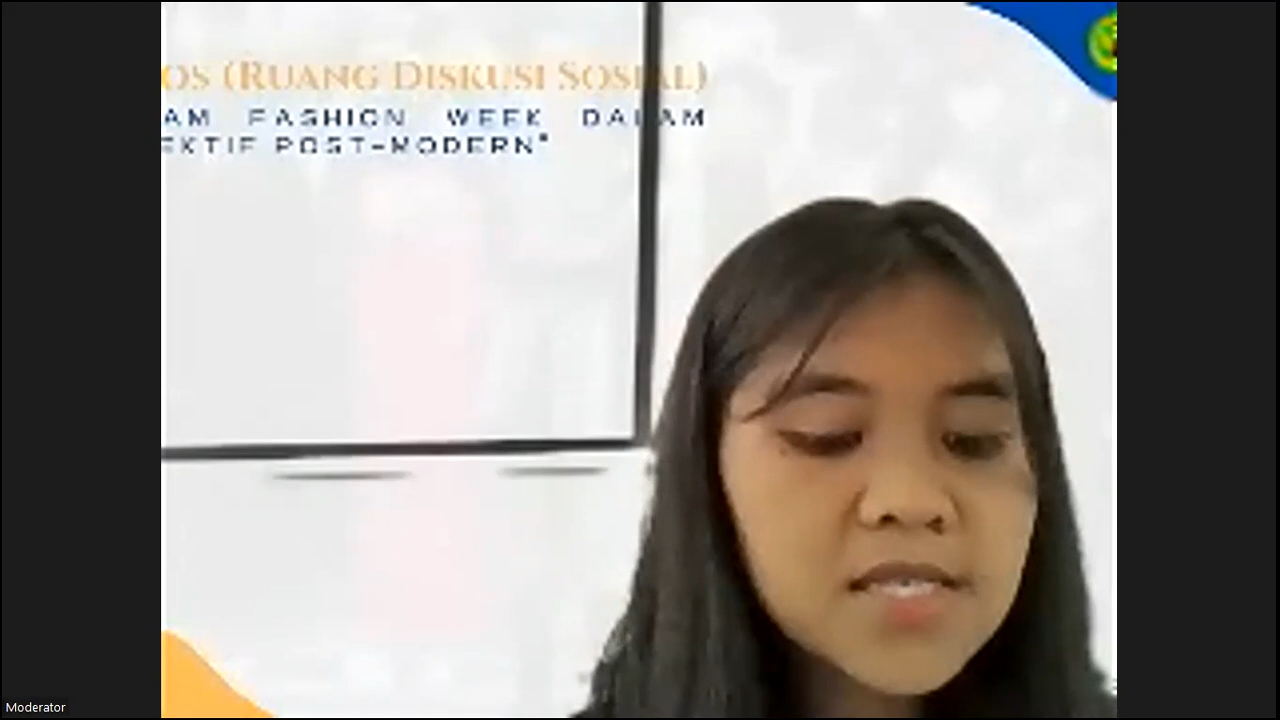 OS (RUANG DISKUSI SOSIAL)
AM FASHION WEEK DALAM
EKTIF POST-MODERN"
Moderator